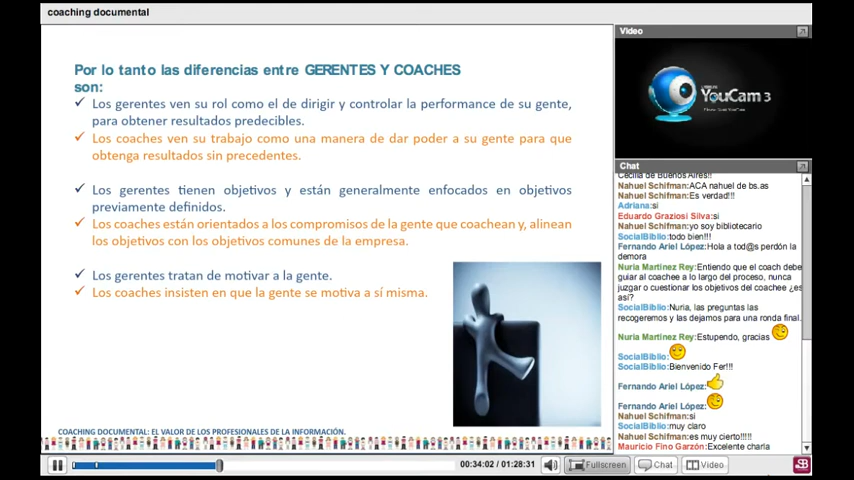 coaching documental
Por lo tanto las diferencias entre GERENTES Y COACHES
son:
✓ Los gerentes ven su rol como el de dirigir y controlar la performance de su gente,
para obtener resultados predecibles.
✓ Los coaches ven su trabajo como una manera de dar poder a su gente para que
obtenga resultados sin precedentes.
✓ Los gerentes tienen objetivos y están generalmente enfocados en objetivos
previamente definidos.
✓ Los coaches están orientados a los compromisos de la gente que coachean y, alinean
los objetivos con los objetivos comunes de la empresa.
✓ Los gerentes tratan de motivar a la gente.
✓ Los coaches insisten en que la gente se motiva a sí misma.
COACHING DOCUMENTAL: EL VALOR DE LOS PROFESIONALES DE LA INFORMACIÓN.
Video
YouCam 3
Chat
Cecilia de Buenos Aires!!
Nahuel Schifman:ACA nahuel de bs.as
Nahuel Schifman:Es verdad!!!
Adriana:si
Eduardo Graziosi Silva:si
Nahuel Schifman:yo soy bibliotecario
SocialBiblio:todo bien!!!
Fernando Ariel López:Hola a tod@s perdón la
demora
Nuria Martinez Rey:Entiendo que el coach debe
guiar al coachee a lo largo del proceso, nunca
juzgar o cuestionar los objetivos del coachee ¿es
así?
SocialBiblio:Nuria, las preguntas las
recogeremos y las dejamos para una ronda final.
Nuria Martinez Rey:Estupendo, gracias
SocialBiblio:
SocialBiblio:Bienvenido Fer!!!
Fernando Ariel López:
Fernando Ariel López:
Nahuel Schifman:si
SocialBiblio:muy claro
Nahuel Schifman:es muy cierto!!!!!
Mauricio Fino Garzón:Excelente charla
00:34:02 / 01:28:31
Fullscreen
Chat
Video
SB